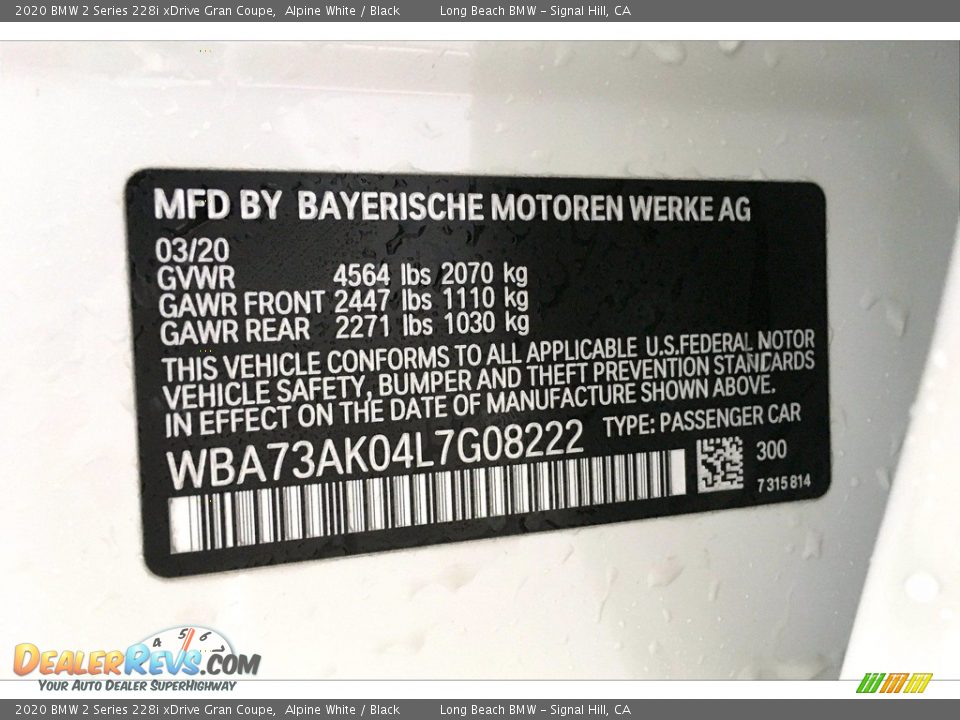 2020 BMW 2 Series 228i xDrive Gran Coupe, Alpine White / Black Long Beach BMW - Signal Hill, CA
MFD BY BAYERISCHE MOTOREN WERKE AG
03/20
GVWR 4564 lbs 2070 kg
GAWR FRONT 2447 lbs 1110 kg
GAWR REAR 2271 lbs 1030 kg
THIS VEHICLE CONFORMS TO ALL APPLICABLE U.S.FEDERAL MOTOR
VEHICLE SAFETY, BUMPER AND THEFT PREVENTION STANDARDS
IN EFFECT ON THE DATE OF MANUFACTURE SHOWN ABOVE.
WBA73AK04L7G08222 TYPE: PASSENGER CAR
300
7 315 814
4 5 6
DEALERREVS.COM
YOUR AUTO DEALER SUPERHIGHWAY
2020 BMW 2 Series 228i xDrive Gran Coupe, Alpine White / Black Long Beach BMW - Signal Hill, CA